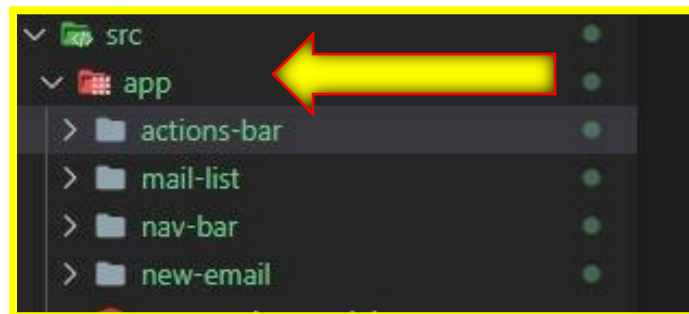 src
app
actions-bar
mail-list
nav-bar
new-email